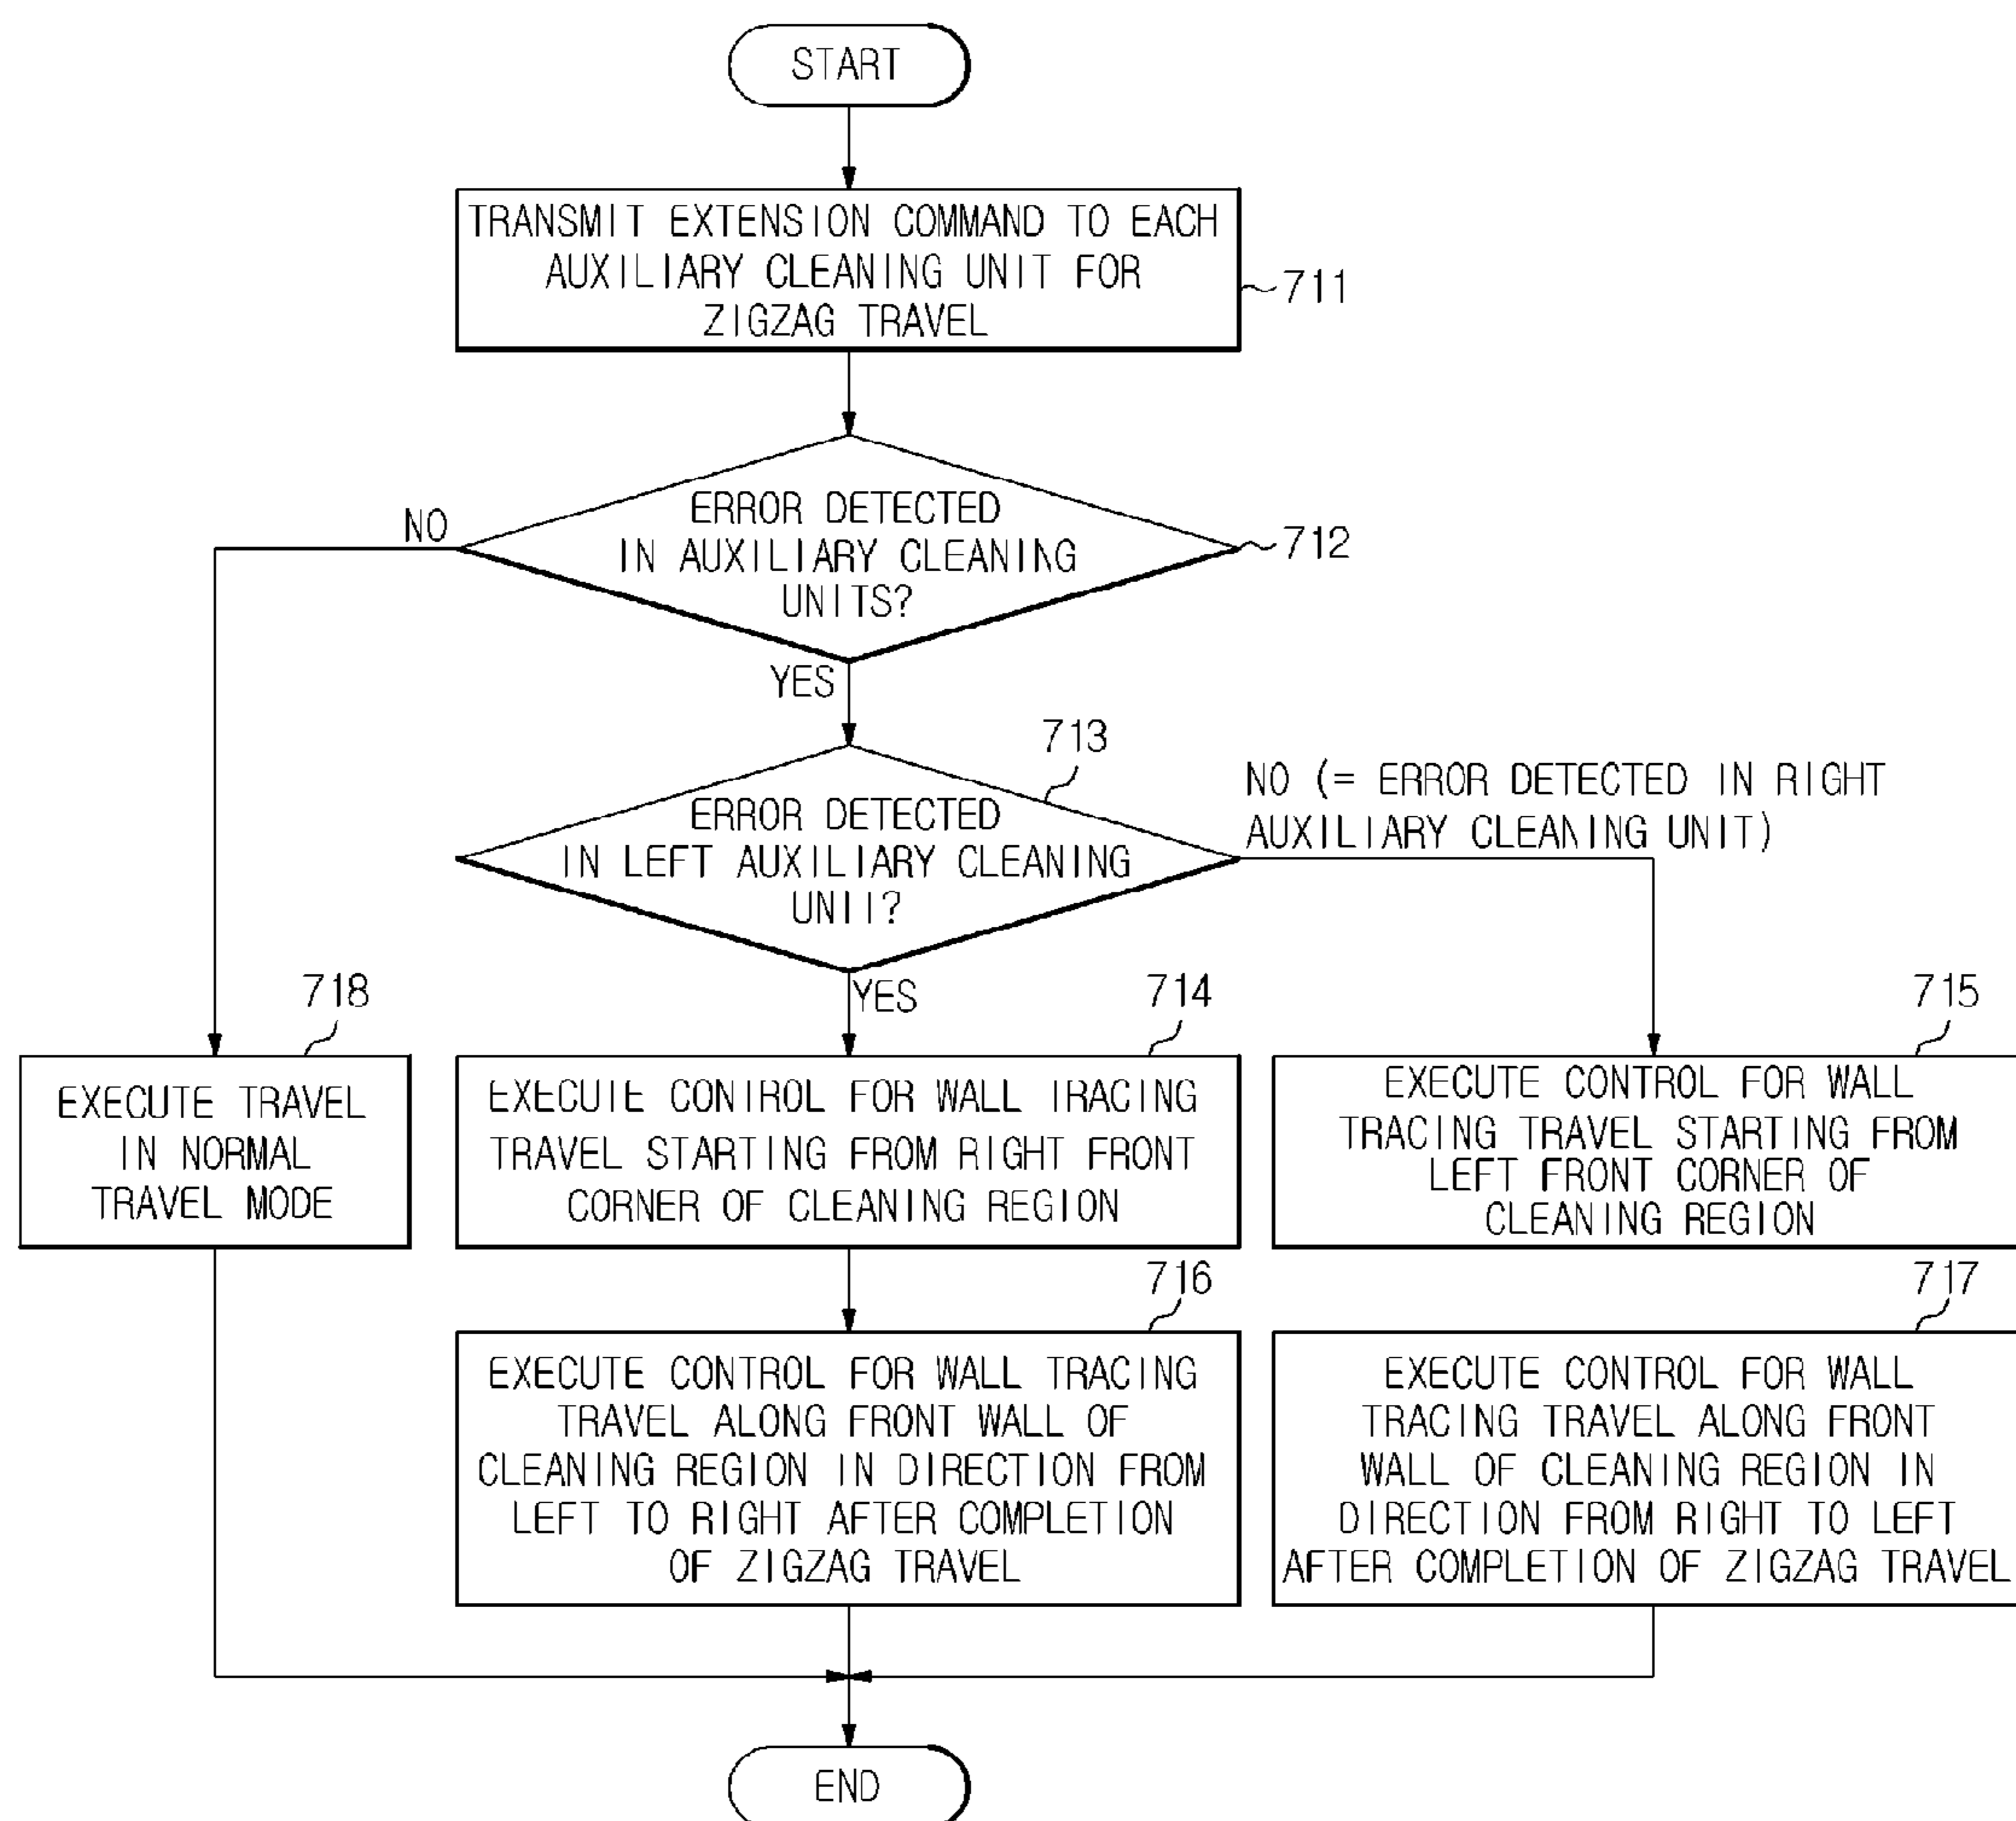 START
TRANSMIT EXTENSION COMMAND TO EACH
AUXILIARY CLEANING UNIT FOR
ZIGZAG TRAVEL
711
ERROR DETECTED
IN AUXILIARY CLEANING
UNITS?
712
NO
YES
713
ERROR DETECTED
IN LEFT AUXILIARY CLEANING
UNIT?
NO (= ERROR DETECTED IN RIGHT
AUXILIARY CLEANING UNIT)
YES
718
EXECUTE TRAVEL
IN NORMAL
TRAVEL MODE
714
EXECUTE CONTROL FOR WALL TRACING
TRAVEL STARTING FROM RIGHT FRONT
CORNER OF CLEANING REGION
715
EXECUTE CONTROL FOR WALL
TRACING TRAVEL STARTING FROM
LEFT FRONT CORNER OF
CLEANING REGION
716
EXECUTE CONTROL FOR WALL TRACING
TRAVEL ALONG FRONT WALL OF
CLEANING REGION IN DIRECTION FROM
LEFT TO RIGHT AFTER COMPLETION
OF ZIGZAG TRAVEL
717
EXECUTE CONTROL FOR WALL
TRACING TRAVEL ALONG FRONT
WALL OF CLEANING REGION IN
DIRECTION FROM RIGHT TO LEFT
AFTER COMPLETION OF ZIGZAG TRAVEL
END